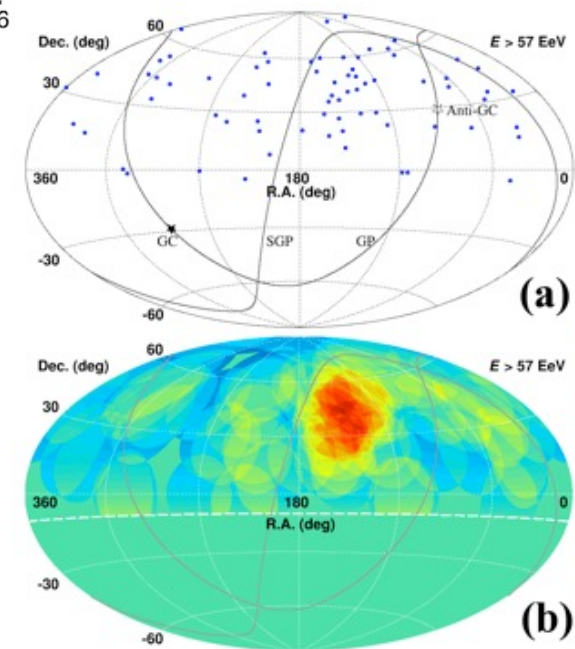 6
60
Dec. (deg)
E > 57 EeV
30
Anti-GC
360
180
0
R.A. (deg)
GC
SGP
GP
-30
(a)
-60
60
Dec. (deg)
E > 57 EeV
30
360
180
0
R.A. (deg)
-30
(b)
-60